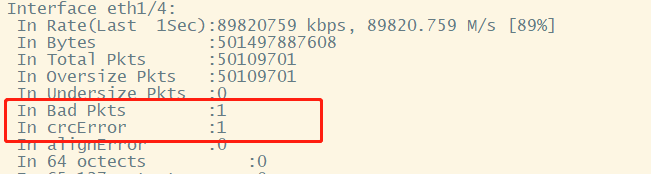 Interface eth1/4:
In Rate(Last 1Sec):89820759 kbps, 89820.759 M/s [89%]
In Bytes :501497887608
In Total Pkts :50109701
In Oversize Pkts :50109701
In Undersize Pkts :0
In Bad Pkts :1
In crcError :1
In alignError :0
In 64 octects :0